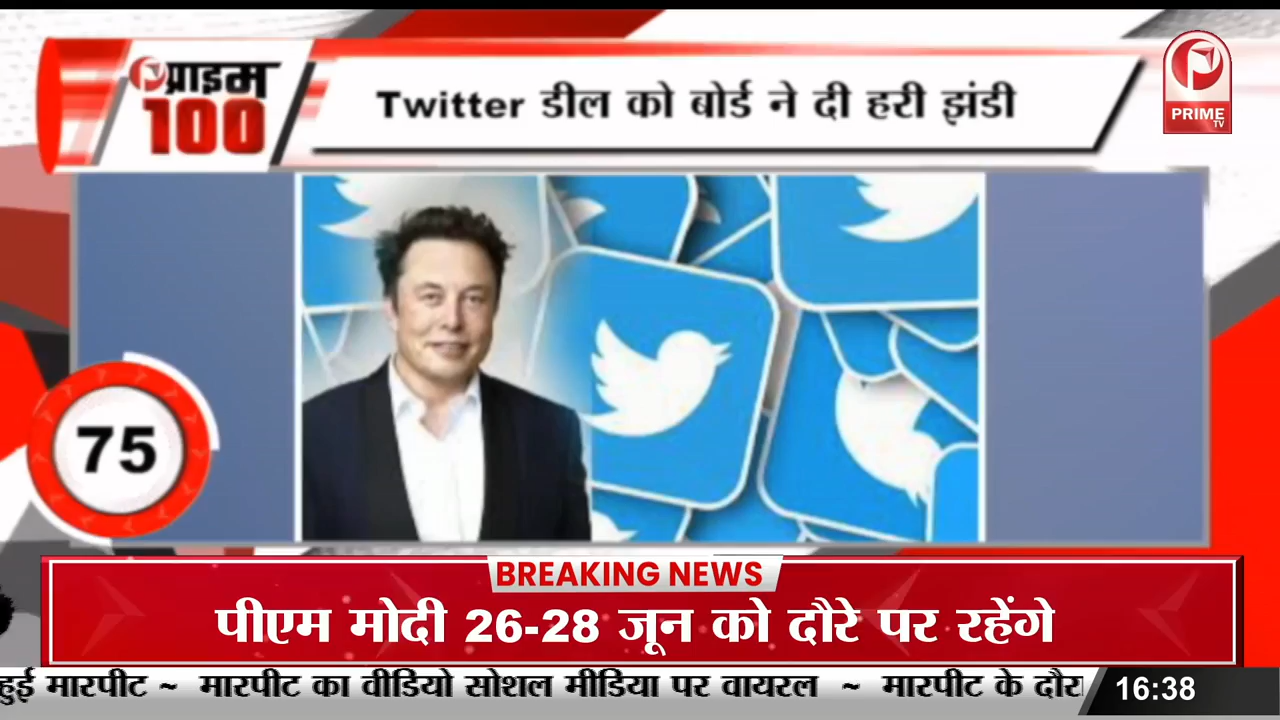 प्राइम
100
Twitter डील को बोर्ड ने दी हरी झंडी
PRIME
TV
75
BREAKING NEWS
पीएम मोदी 26-28 जून को दौरे पर रहेंगे
हुई मारपीट ~ मारपीट का वीडियो सोशल मीडिया पर वायरल ~ मारपीट के
16:38